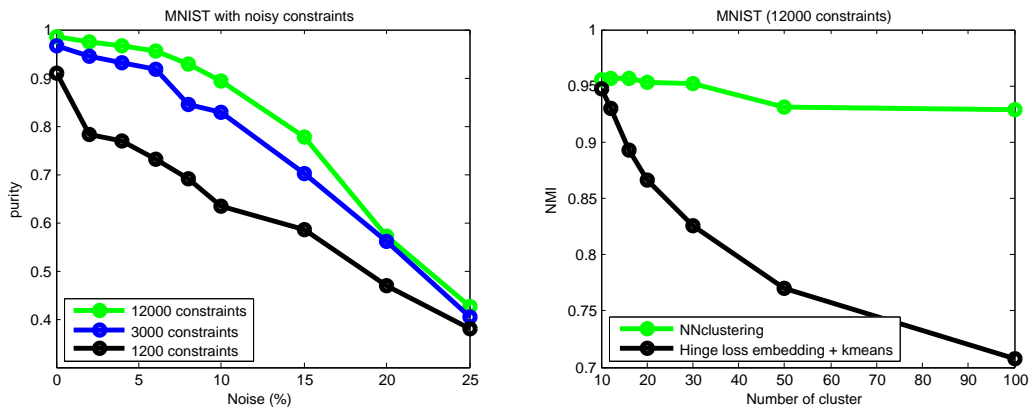 MNIST with noisy constraints
1
0.9
0.8
0.7
0.6
0.5
0.4
purity
0 5 10 15 20 25
Noise (%)
12000 constraints
3000 constraints
1200 constraints
MNIST (12000 constraints)
1
0.95
0.9
0.85
0.8
0.75
0.7
NMI
10 20 30 40 50 60 70 80 90 100
Number of cluster
NNclustering
Hinge loss embedding + kmeans